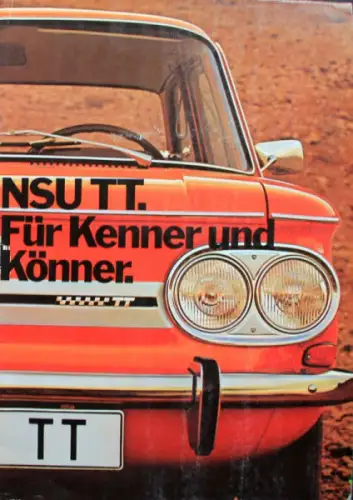 NSU TT.
Für Kenner und
Könner.
TT
TT